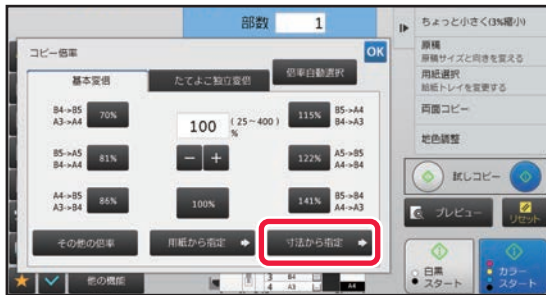 部数 1
ちょっと小さく(3%縮小)
コピー倍率
OK
原稿
原稿サイズと向きを変える
基本変倍
たてよこ独立変倍
倍率自動選択
用紙選択
給紙トレイを変更する
両面コピー
地色調整
B4->B5
A3->A4
70%
100
(25~400)
%
115%
B5->A4
B4->A3
B5->A5
B4->A4
81%
122%
A5->B5
A4->B4
A4->B5
A3->B4
86%
100%
141%
B5->B4
A4->A3
試しコピー
プレビュー
リセット
その他の倍率
用紙から指定
寸法から指定
他の機能
3 B4
4 A3
A4
白黒
スタート
カラー
スタート